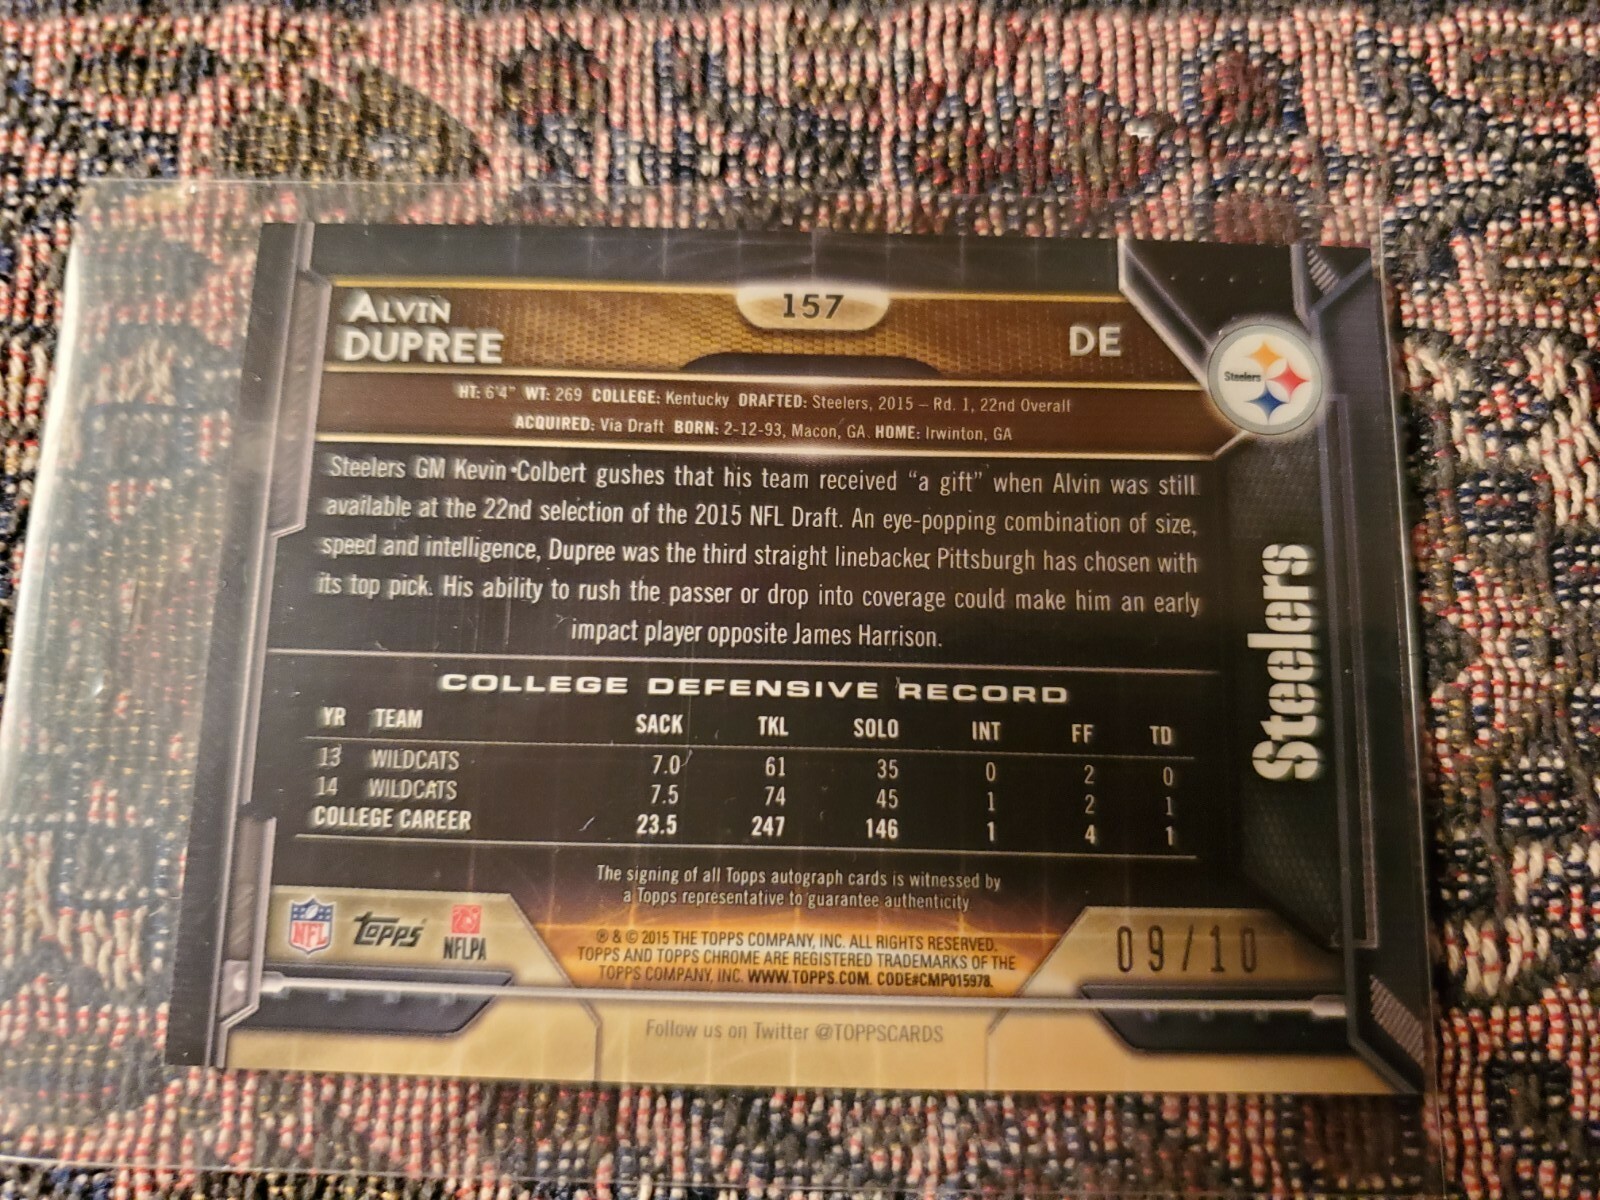 ALVIN
DUPREE
157
DE
HT: 6'4" WT: 269 COLLEGE: Kentucky DRAFTED: Steelers, 2015 – Rd. 1, 22nd Overall
ACQUIRED: Via Draft BORN: 2-12-93, Macon, GA. HOME: Irwinton, GA
Steelers
Steelers GM Kevin Colbert gushes that his team received "a gift" when Alvin was still
available at the 22nd selection of the 2015 NFL Draft. An eye-popping combination of size,
speed and intelligence, Dupree was the third straight linebacker Pittsburgh has chosen with
its top pick. His ability to rush the passer or drop into coverage could make him an early
impact player opposite James Harrison.
Steelers
COLLEGE DEFENSIVE RECORD
YR TEAM SACK TKL SOLO INT FF TD
13 WILDCATS 7.0 61 35 0 2 0
14 WILDCATS 7.5 74 45 1 2 1
COLLEGE CAREER 23.5 247 146 1 4 1
The signing of all Topps autograph cards is witnessed by
a Topps representative to guarantee authenticity
NFL Topps NFLPA
® & © 2015 THE TOPPS COMPANY, INC. ALL RIGHTS RESERVED.
TOPPS AND TOPPS CHROME ARE REGISTERED TRADEMARKS OF THE
TOPPS COMPANY, INC. WWW.TOPPS.COM. CODE#CMP015978.
09/10
Follow us on Twitter @TOPPSCARDS